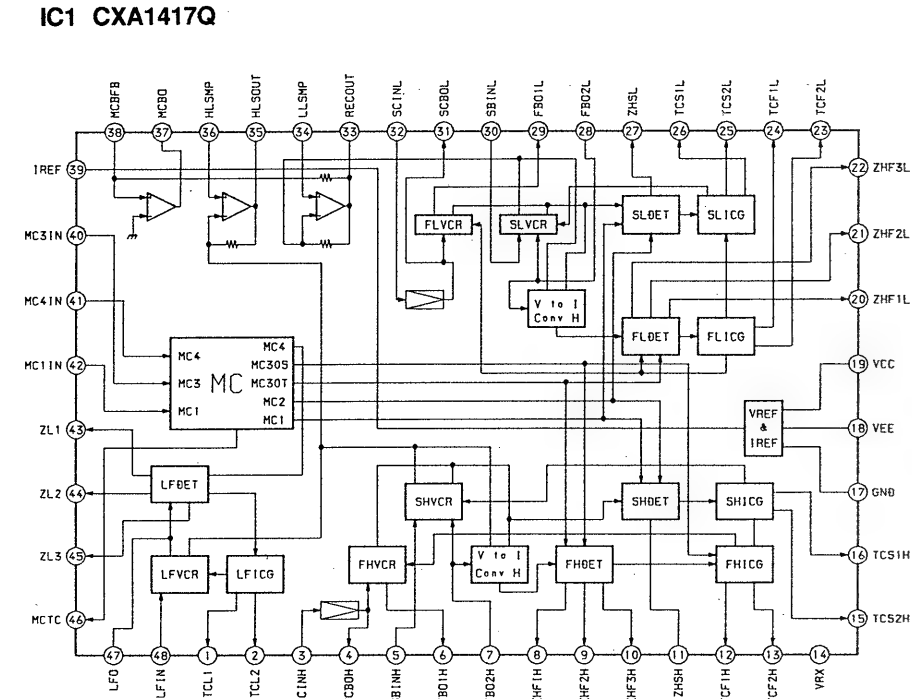 IC1 CXA1417Q
MCBFB
MCBO
HLSMP
HLSOUT
LLSMP
RECOUT
SCINL
SCBOL
SBINL
FBO1L
FBO2L
ZHSL
TCS1L
TCS2L
TCF1L
TCF2L
38 37 36 35 34 33 32 31 30 29 28 27 26 25 24 23
IREF 39
22 ZHF3L
MC3IN 40
21 ZHF2L
MC4IN 41
20 ZHF1L
MC1IN 42
19 VCC
ZL1 43
18 VEE
ZL2 44
17 GND
ZL3 45
16 TCS1H
MCTC 46
15 TCS2H
FLVCR
SLVCR
SLDET
SLICG
V to I
Conv H
FLDET
FLICG
MC4
MC3
MC1
MC
MC4
MC30S
MC30T
MC2
MC1
VREF
&
IREF
LFDET
SHVCR
SHDET
SHICG
LFVCR
LFICG
FHVCR
V to I
Conv H
FHDET
FHICG
47 48 1 2 3 4 5 6 7 8 9 10 11 12 13 14
LFO
LFIN
TCL1
TCL2
CINH
CBOH
BINH
BO1H
BO2H
HF1H
HF2H
HF3H
ZHSH
CF1H
CF2H
VRX